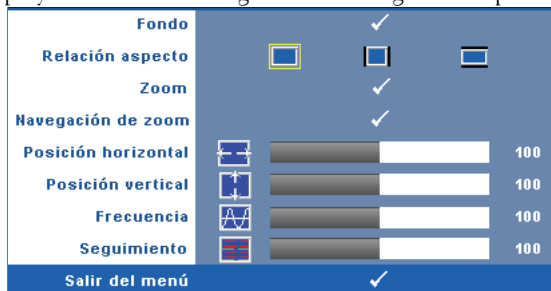 Fondo
Relación aspecto
Zoom
Navegación de zoom
Posición horizontal 100
Posición vertical 100
Frecuencia 100
Seguimiento 100
Salir del menú